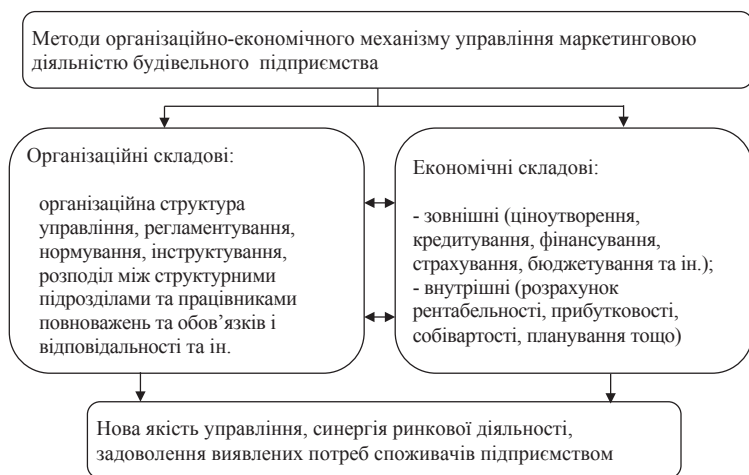 Методи організаційно-економічного механізму управління маркетинговою
діяльністю будівельного підприємства
Організаційні складові:
організаційна структура
управління, регламентування,
нормування, інструктування,
розподіл між структурними
підрозділами та працівниками
повноважень та обов’язків і
відповідальності та ін.
Економічні складові:
- зовнішні (ціноутворення,
кредитування, фінансування,
страхування, бюджетування та ін.);
- внутрішні (розрахунок
рентабельності, прибутковості,
собівартості, планування тощо)
Нова якість управління, синергія ринкової діяльності,
задоволення виявлених потреб споживачів підприємством